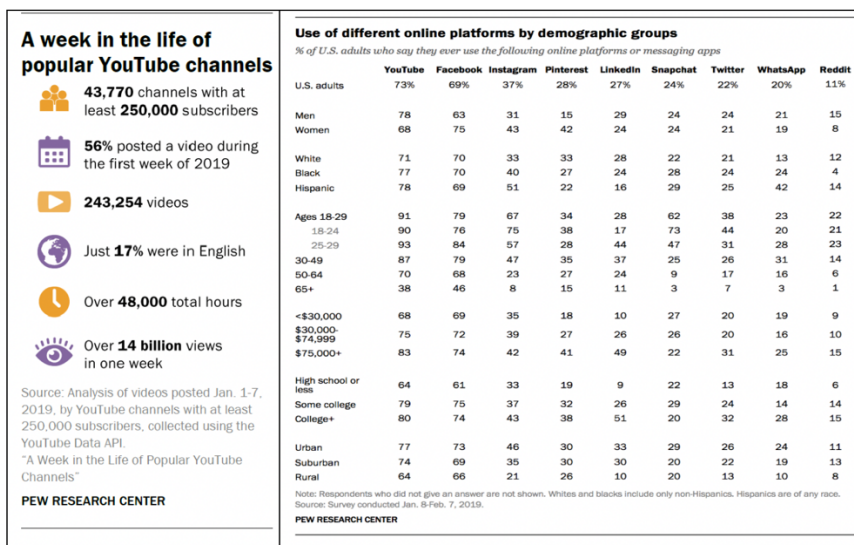 A week in the life of
popular YouTube channels
43,770 channels with at
least 250,000 subscribers
56% posted a video during
the first week of 2019
243,254 videos
Just 17% were in English
Over 48,000 total hours
Over 14 billion views
in one week
Source: Analysis of videos posted Jan. 1-7,
2019, by YouTube channels with at least
250,000 subscribers, collected using the
YouTube Data API.
“A Week in the Life of Popular YouTube
Channels”
PEW RESEARCH CENTER
Use of different online platforms by demographic groups
% of U.S. adults who say they ever use the following online platforms or messaging apps
YouTube Facebook Instagram Pinterest LinkedIn Snapchat Twitter WhatsApp Reddit
U.S. adults 73% 69% 37% 28% 27% 24% 22% 20% 11%
Men 78 63 31 15 29 24 24 21 15
Women 68 75 43 42 24 24 21 19 8
White 71 70 33 33 28 22 21 13 12
Black 77 70 40 27 24 28 24 24 4
Hispanic 78 69 51 22 16 29 25 42 14
Ages 18-29 91 79 67 34 28 62 38 23 22
18-24 90 76 75 38 17 73 44 20 21
25-29 93 84 57 28 44 47 31 28 23
30-49 87 79 47 35 37 25 26 31 14
50-64 70 68 23 27 24 9 17 16 6
65+ 38 46 8 15 11 3 7 3 1
<$30,000 68 69 35 18 10 27 20 19 9
$30,000-
$74,999 75 72 39 27 26 26 20 16 10
$75,000+ 83 74 42 41 49 22 31 25 15
High school or
less 64 61 33 19 9 22 13 18 6
Some college 79 75 37 32 26 29 24 14 14
College+ 80 74 43 38 51 20 32 28 15
Urban 77 73 46 30 33 29 26 24 11
Suburban 74 69 35 30 30 20 22 19 13
Rural 64 66 21 26 10 20 13 10 8
Note: Respondents who did not give an answer are not shown. Whites and blacks include only non-Hispanics. Hispanics are of any race.
Source: Survey conducted Jan. 8-Feb. 7, 2019.
PEW RESEARCH CENTER